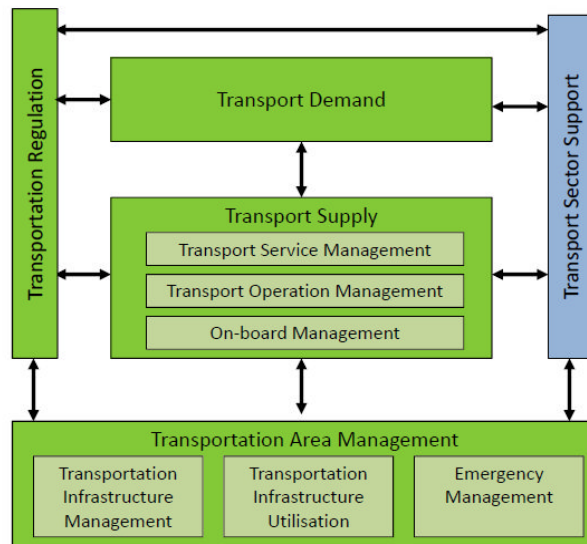 Transportation Regulation
Transport Demand
Transport Sector Support
Transport Supply
Transport Service Management
Transport Operation Management
On-board Management
Transportation Area Management
Transportation
Infrastructure
Management
Transportation
Infrastructure
Utilisation
Emergency
Management